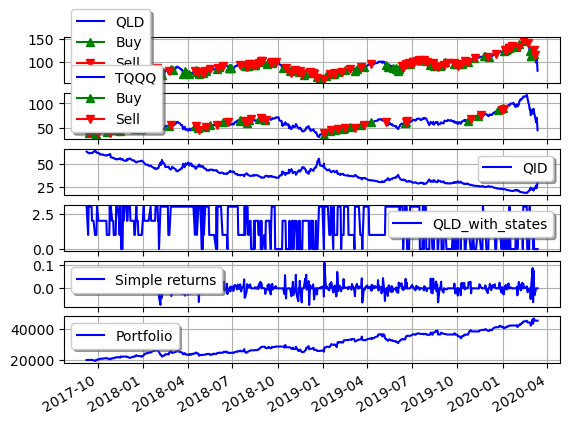 QLD
Buy
Sell
150
100
TQQQ
Buy
Sell
100
50
QID
50
25
QLD_with_states
2.5
0.0
Simple returns
0.1
0.0
Portfolio
40000
20000
2017-10
2018-01
2018-04
2018-07
2018-10
2019-01
2019-04
2019-07
2019-10
2020-01
2020-04